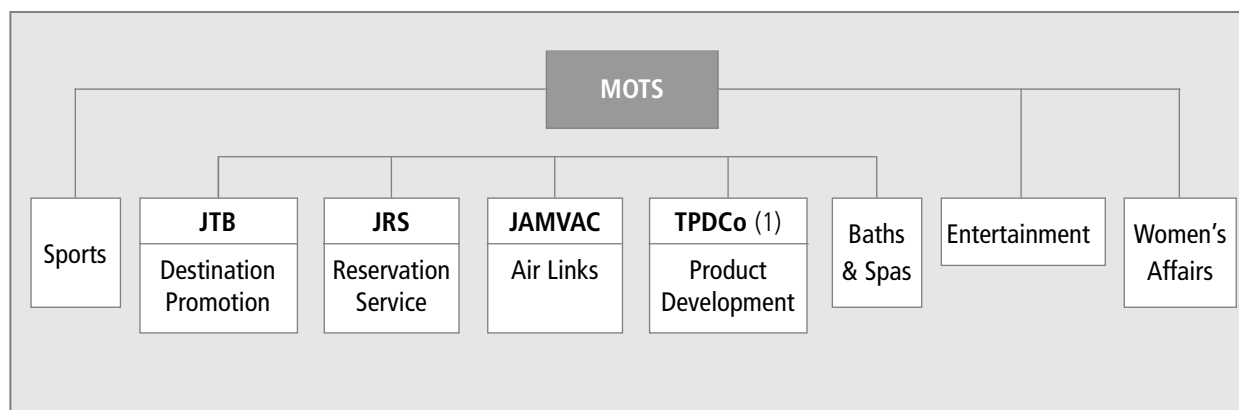 MOTS
Sports
JTB
Destination
Promotion
JRS
Reservation
Service
JAMVAC
Air Links
TPDCo (1)
Product
Development
Baths
& Spas
Entertainment
Women’s
Affairs